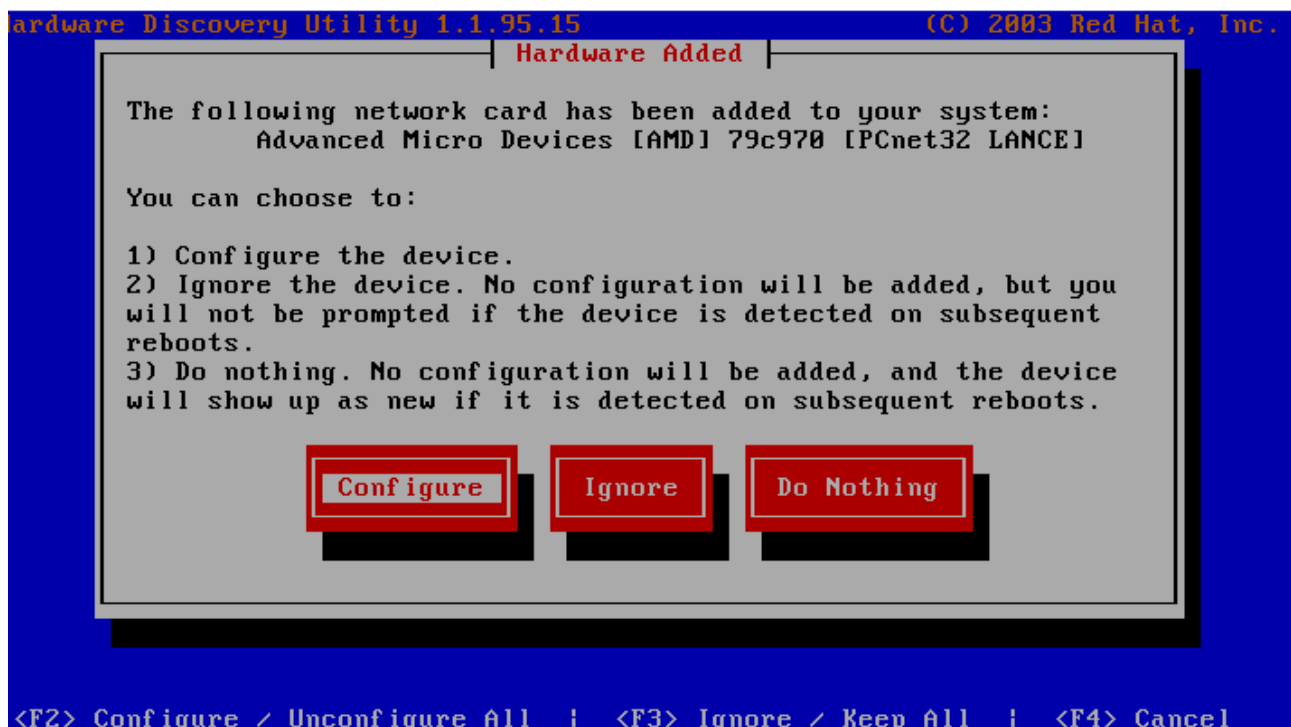 ardware Discovery Utility 1.1.95.15 (C) 2003 Red Hat, Inc.
Hardware Added
The following network card has been added to your system:
Advanced Micro Devices [AMD] 79c970 [PCnet32 LANCE]
You can choose to:
1) Configure the device.
2) Ignore the device. No configuration will be added, but you
will not be prompted if the device is detected on subsequent
reboots.
3) Do nothing. No configuration will be added, and the device
will show up as new if it is detected on subsequent reboots.
Configure Ignore Do Nothing
<F2> Configure / Unconfigure All | <F3> Ignore / Keep All | <F4> Cancel